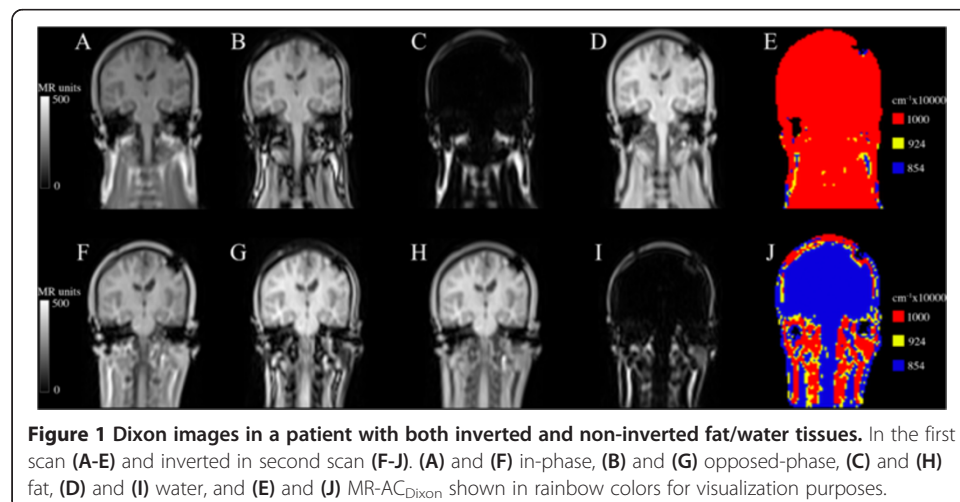 A B C D E
MR units
500
0
cm⁻¹x10000
1000
924
854
F G H I J
MR units
500
0
cm⁻¹x10000
1000
924
854
Figure 1 Dixon images in a patient with both inverted and non-inverted fat/water tissues. In the first
scan (A-E) and inverted in second scan (F-J). (A) and (F) in-phase, (B) and (G) opposed-phase, (C) and (H)
fat, (D) and (I) water, and (E) and (J) MR-ACDixon shown in rainbow colors for visualization purposes.